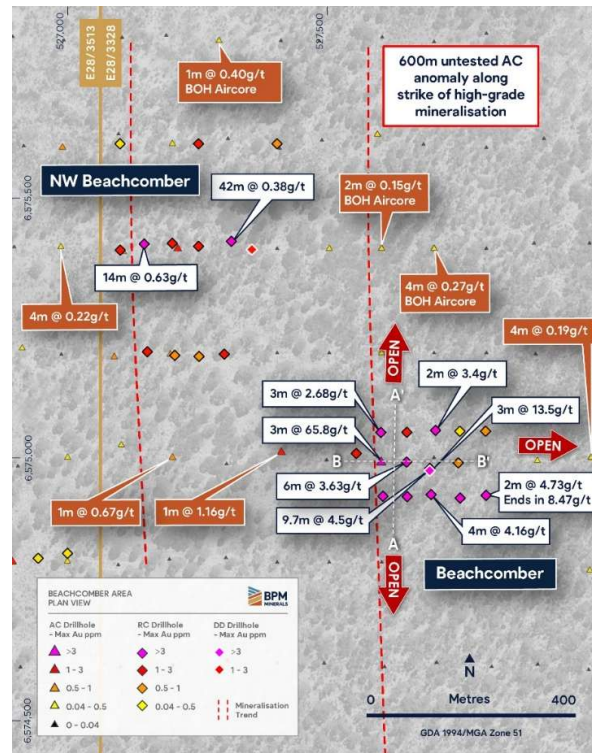 527,000
527,500
E28/3513
E28/3328
1m @ 0.40g/t
BOH Aircore
600m untested AC
anomaly along
strike of high-grade
mineralisation
NW Beachcomber
42m @ 0.38g/t
2m @ 0.15g/t
BOH Aircore
6,575,500
14m @ 0.63g/t
4m @ 0.27g/t
BOH Aircore
4m @ 0.22g/t
4m @ 0.19g/t
OPEN
2m @ 3.4g/t
3m @ 2.68g/t
A'
3m @ 13.5g/t
3m @ 65.8g/t
OPEN
6,575,000
B
B'
6m @ 3.63g/t
2m @ 4.73g/t
Ends in 8.47g/t
1m @ 0.67g/t
1m @ 1.16g/t
9.7m @ 4.5g/t
4m @ 4.16g/t
A
OPEN
Beachcomber
BEACHCOMBER AREA
PLAN VIEW
BPM
MINERALS
AC Drillhole
- Max Au ppm
>3
1 - 3
0.5 - 1
0.04 - 0.5
0 - 0.04
RC Drillhole
- Max Au ppm
>3
1 - 3
0.5 - 1
0.04 - 0.5
DD Drillhole
- Max Au ppm
>3
1 - 3
Mineralisation
Trend
N
0 Metres 400
GDA 1994/MGA Zone 51
6,574,500